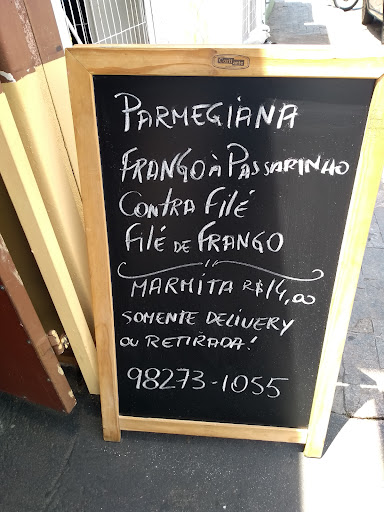 PARMEGIANA
FRANGO à PASSARINHO
CONTRA FILÉ
FILÉ DE FRANGO
MARMITA R$14,00
SOMENTE DELIVERY
OU RETIRADA!
98273-1055